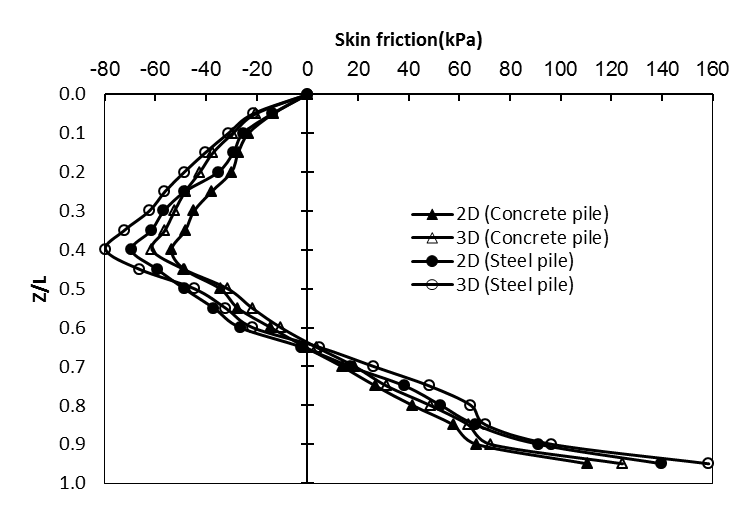 Skin friction(kPa)
-80 -60 -40 -20 0 20 40 60 80 100 120 140 160
0.0
0.1
0.2
0.3
0.4
0.5
0.6
0.7
0.8
0.9
1.0
Z/L
2D (Concrete pile)
3D (Concrete pile)
2D (Steel pile)
3D (Steel pile)